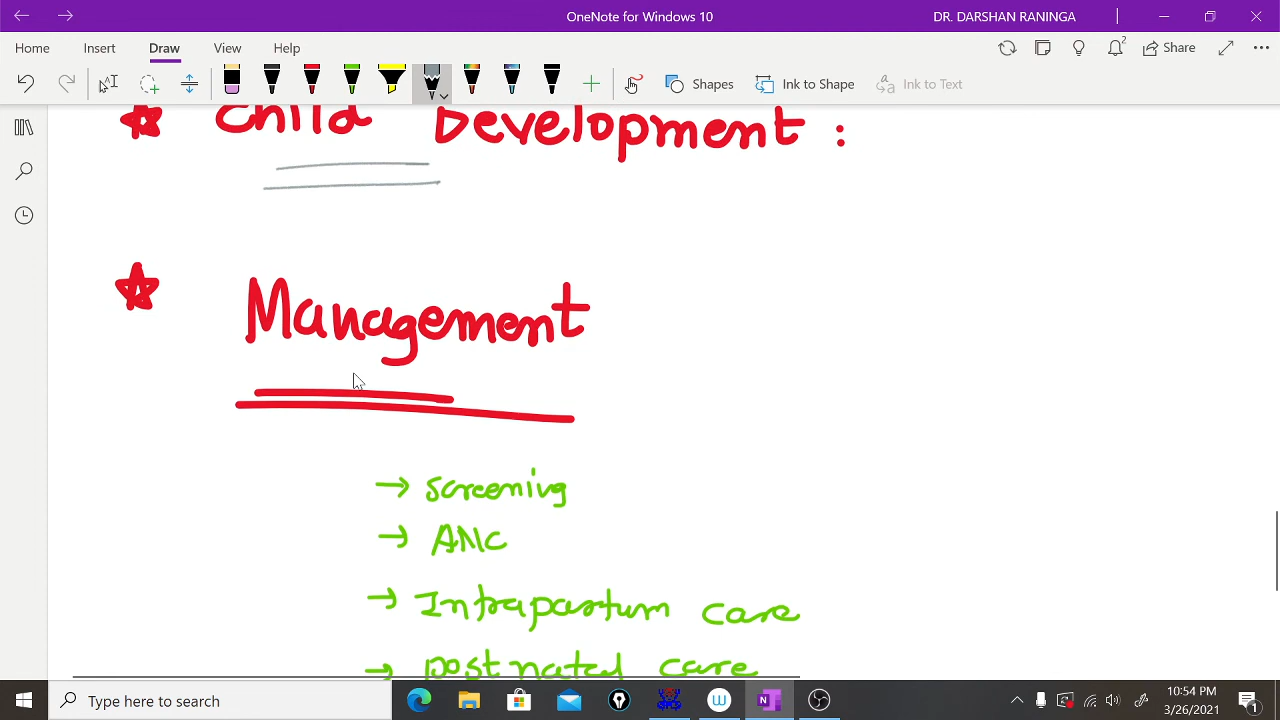 OneNote for Windows 10
DR. DARSHAN RANINGA
Home Insert Draw View Help
2 Share
Shapes Ink to Shape Ink to Text
Child Development :
Management
→ screening
→ ANC
→ Intrapartum care
→ postnatal care
Type here to search
W
10:54 PM
3/26/2021
1